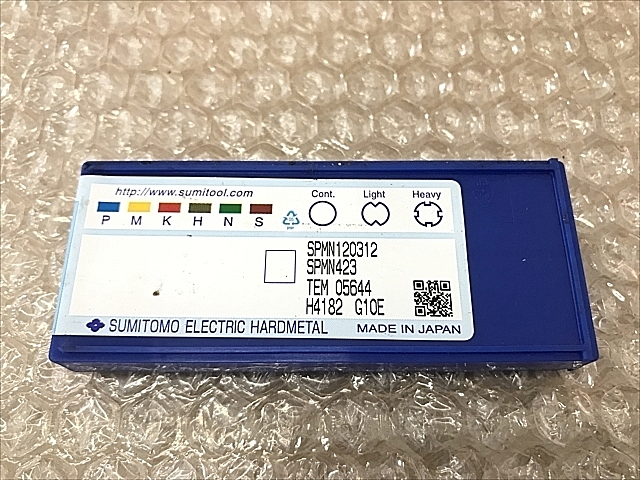 http://www.sumitool.com
Cont. Light Heavy
P M K H N S
SPMN120312
SPMN423
TEM 05644
H4182 G10E
SUMITOMO ELECTRIC HARDMETAL MADE IN JAPAN